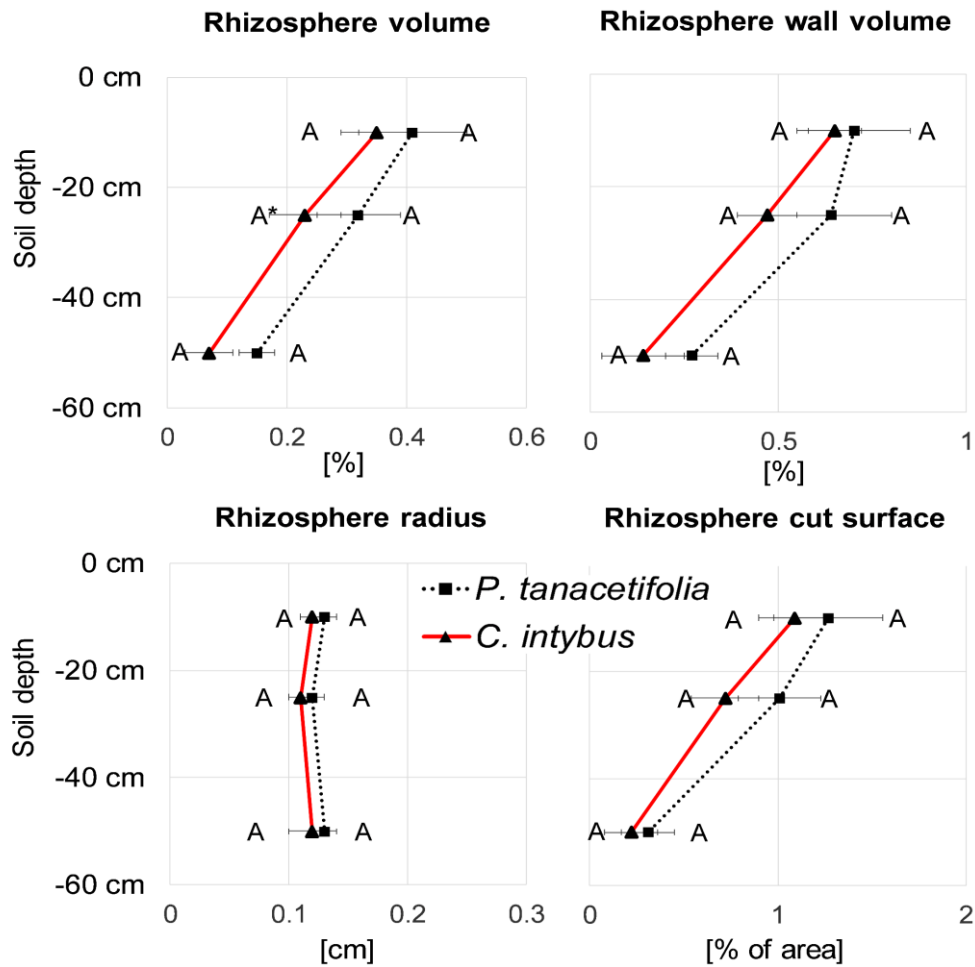 Rhizosphere volume
Rhizosphere wall volume
0 cm
A
A
A
A
-20 cm
A*
A
A
A
Soil depth
-40 cm
A
A
A
A
-60 cm
0
0.2
0.4
0.6
0
0.5
1
[%]
[%]
Rhizosphere radius
Rhizosphere cut surface
0 cm
P. tanacetifolia
A
A
A
A
C. intybus
-20 cm
A
A
A
A
Soil depth
-40 cm
A
A
A
A
-60 cm
0
0.1
0.2
0.3
0
1
2
[cm]
[% of area]